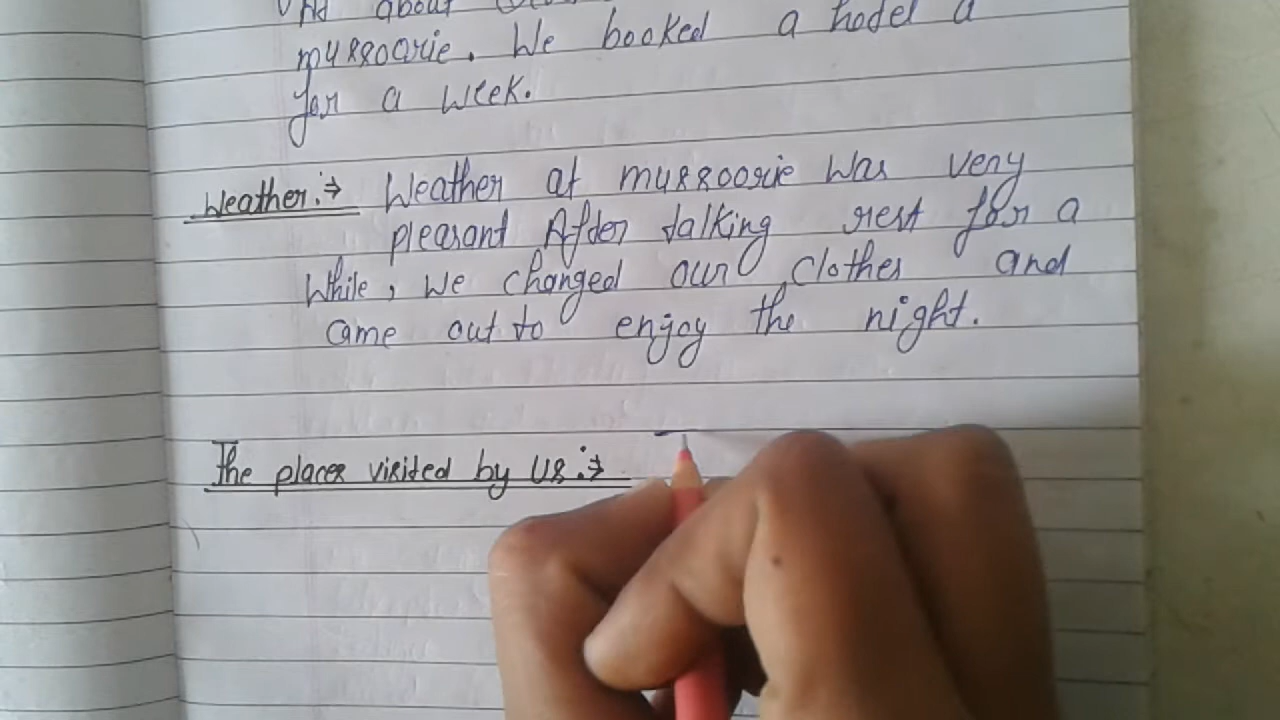 about
mussoorie. We booked a hotel a
for a week.
Weather :→ Weather at mussoorie was very
pleasant After talking rest for a
while, we changed our clothes and
came out to enjoy the night.
The places visited by us :→